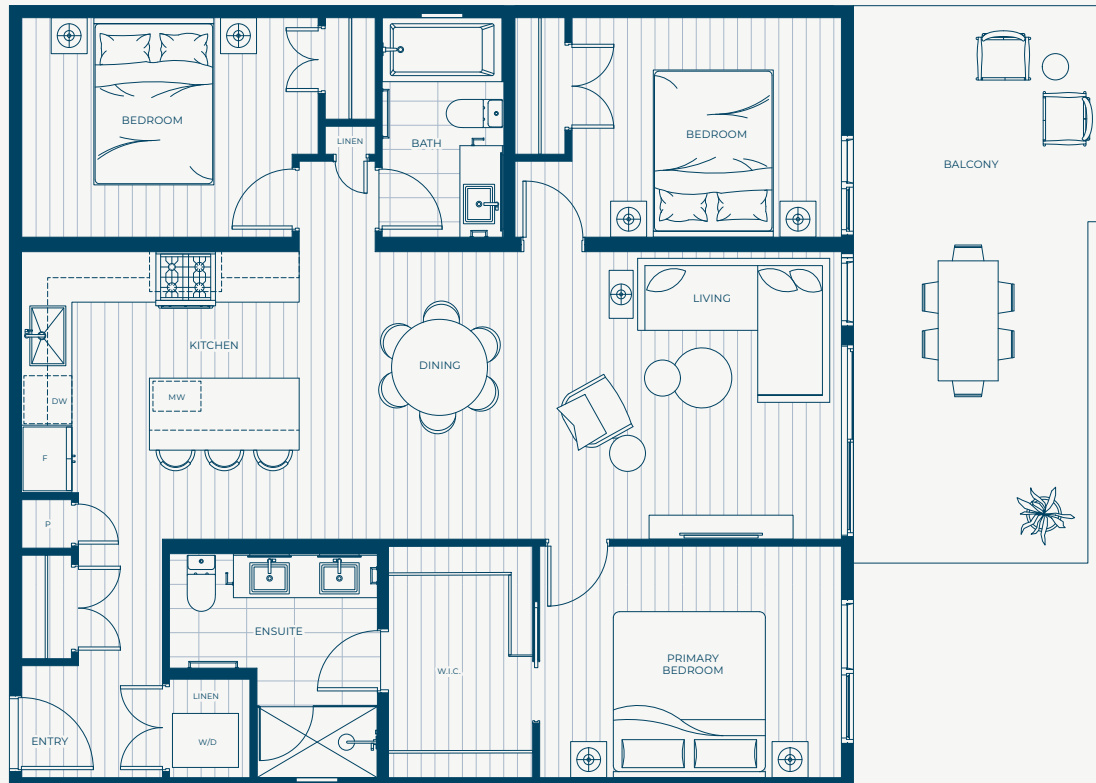 BEDROOM
LINEN
BATH
BEDROOM
BALCONY
LIVING
KITCHEN
DINING
DW
MW
F
P
ENSUITE
W.I.C.
PRIMARY
BEDROOM
LINEN
ENTRY
W/D